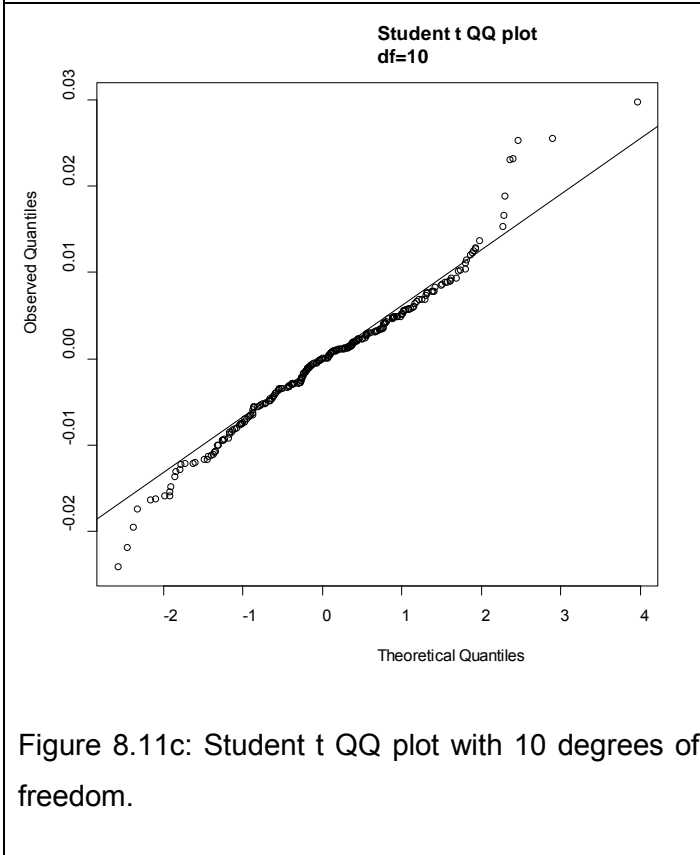 Student t QQ plot
df=10
0.03
0.02
0.01
0.00
-0.01
-0.02
Observed Quantiles
-2 -1 0 1 2 3 4
Theoretical Quantiles
Figure 8.11c: Student t QQ plot with 10 degrees of
freedom.